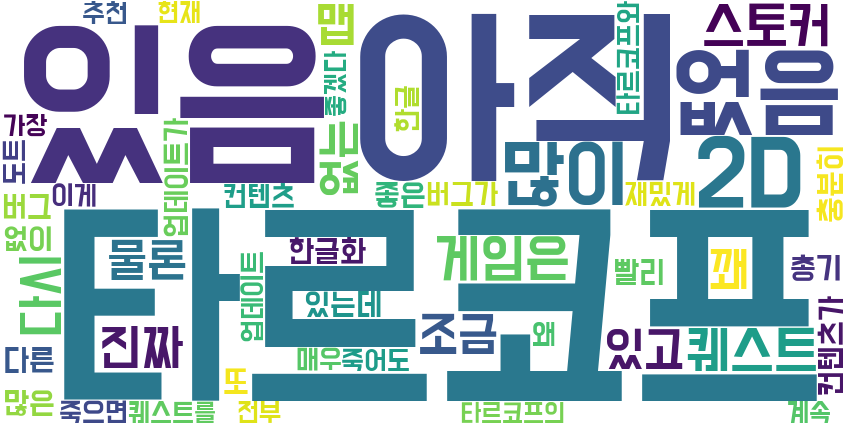 추천
현재
있음
아직
맵
좋겠다
한글
타르코프와
스토커
없음
가장
도트
이게
업데이트가
컨텐츠
없는
좋은
버그가
많이
재밌게
2D
충분히
버그
없이
다시
타르코프
물론
업데이트
한글화
있는데
게임은
조금
왜
빨리
깨
총기
진짜
다른
매우
죽어도
또
있고
퀘스트
컨텐츠가
많은
죽으면
퀘스트를
전부
타르코프의
계속